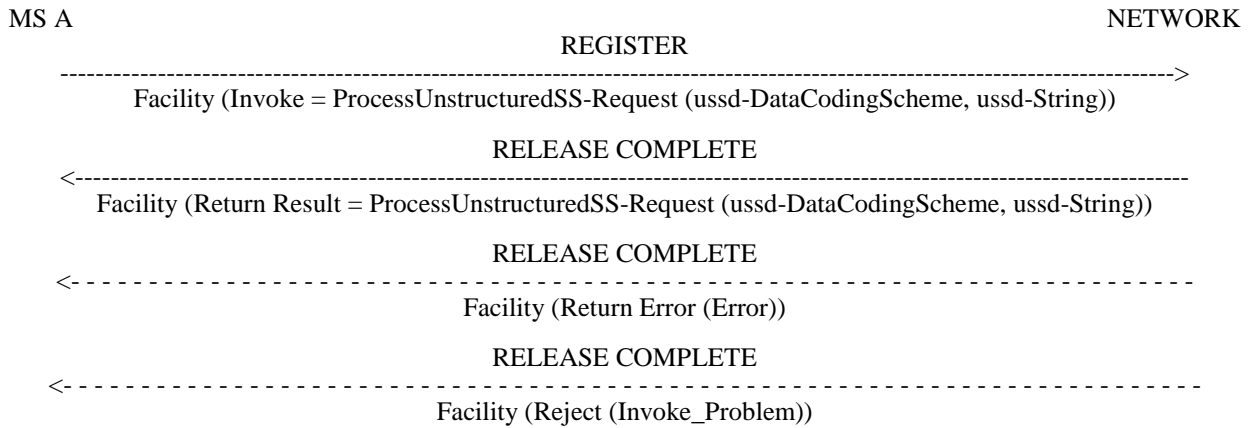 MS A NETWORK
REGISTER
Facility (Invoke = ProcessUnstructuredSS-Request (ussd-DataCodingScheme, ussd-String))
RELEASE COMPLETE
Facility (Return Result = ProcessUnstructuredSS-Request (ussd-DataCodingScheme, ussd-String))
RELEASE COMPLETE
Facility (Return Error (Error))
RELEASE COMPLETE
Facility (Reject (Invoke_Problem))